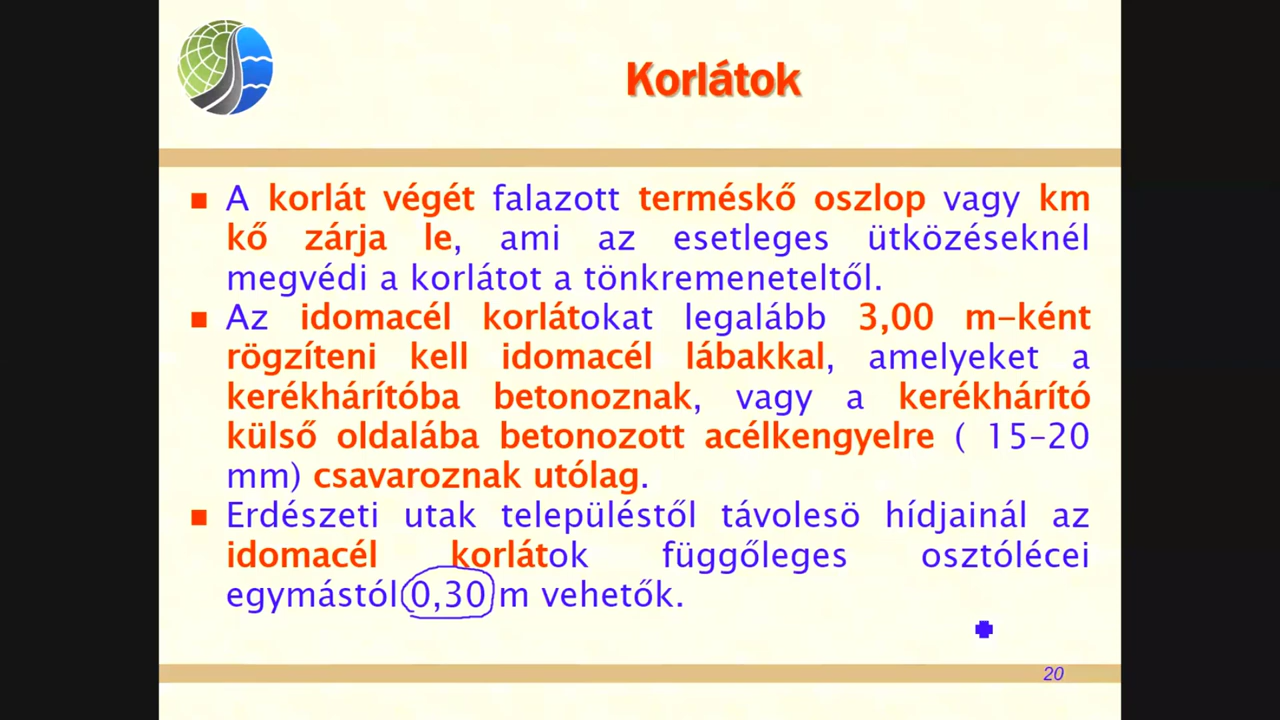 Korlátok
A korlát végét falazott terméskő oszlop vagy km
kő zárja le, ami az esetleges ütközéseknél
megvédi a korlátot a tönkremeneteltől.
Az idomacél korlátokat legalább 3,00 m-ként
rögzíteni kell idomacél lábakkal, amelyeket a
kerékhárítóba betonoznak, vagy a kerékhárító
külső oldalába betonozott acélkengyelre ( 15-20
mm) csavaroznak utólag.
Erdészeti utak településtől távolesö hídjainál az
idomacél korlátok függőleges osztólécei
egymástól 0,30 m vehetők.
20